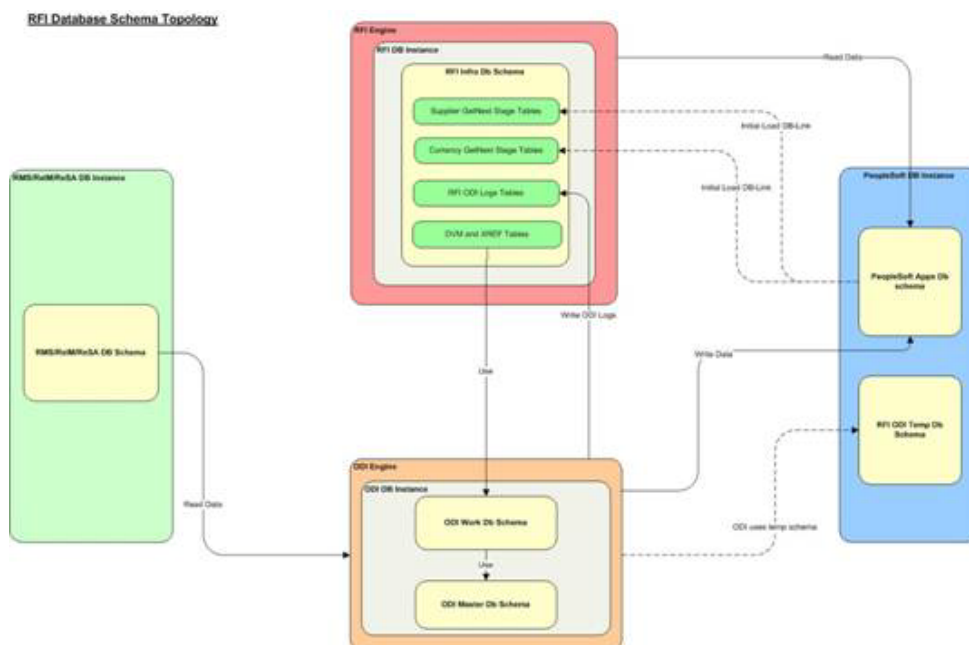 RFI Database Schema Topology
RFI Engine
RFI DB Instance
RFI Infra Db Schema
Supplier GetNext Stage Tables
Currency GetNext Stage Tables
RFI ODI Logs Tables
DVM and XREF Tables
Read Data
Initial Load DB-Link
Initial Load DB-Link
RMS/ReIM/ReSA DB Instance
RMS/ReIM/ReSA DB Schema
PeopleSoft DB Instance
PeopleSoft Apps Db
schema
RFI ODI Temp Db
Schema
Write ODI Logs
Write Data
Use
Read Data
ODI uses temp schema
ODI Engine
ODI DB Instance
ODI Work Db Schema
Use
ODI Master Db Schema